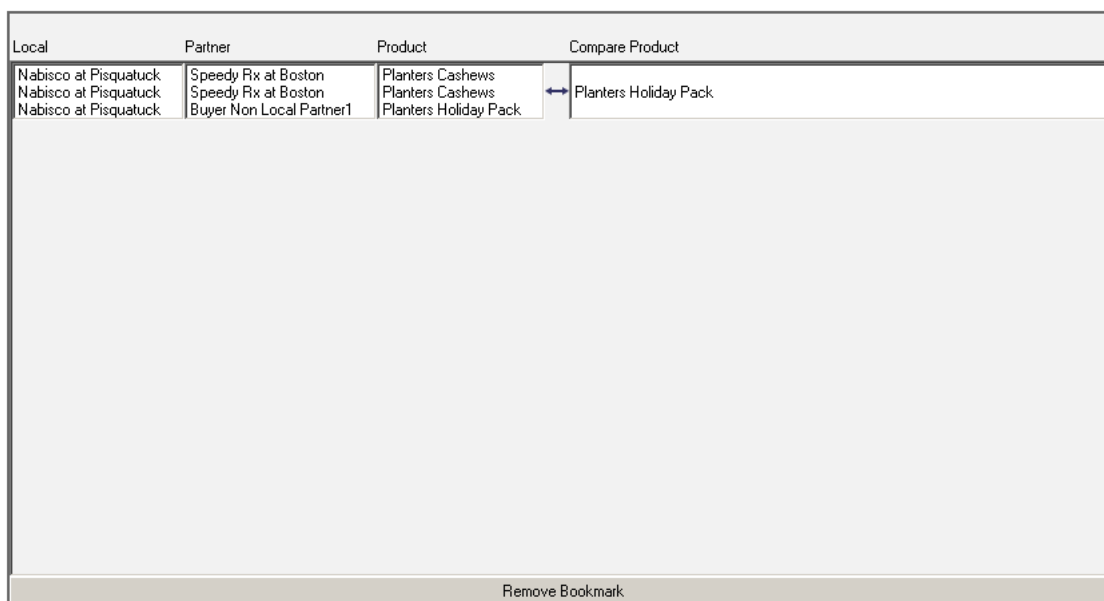 Local Partner Product Compare Product
Nabisco at Pisquatuck Speedy Rx at Boston Planters Cashews
Nabisco at Pisquatuck Speedy Rx at Boston Planters Cashews Planters Holiday Pack
Nabisco at Pisquatuck Buyer Non Local Partner1 Planters Holiday Pack
Remove Bookmark